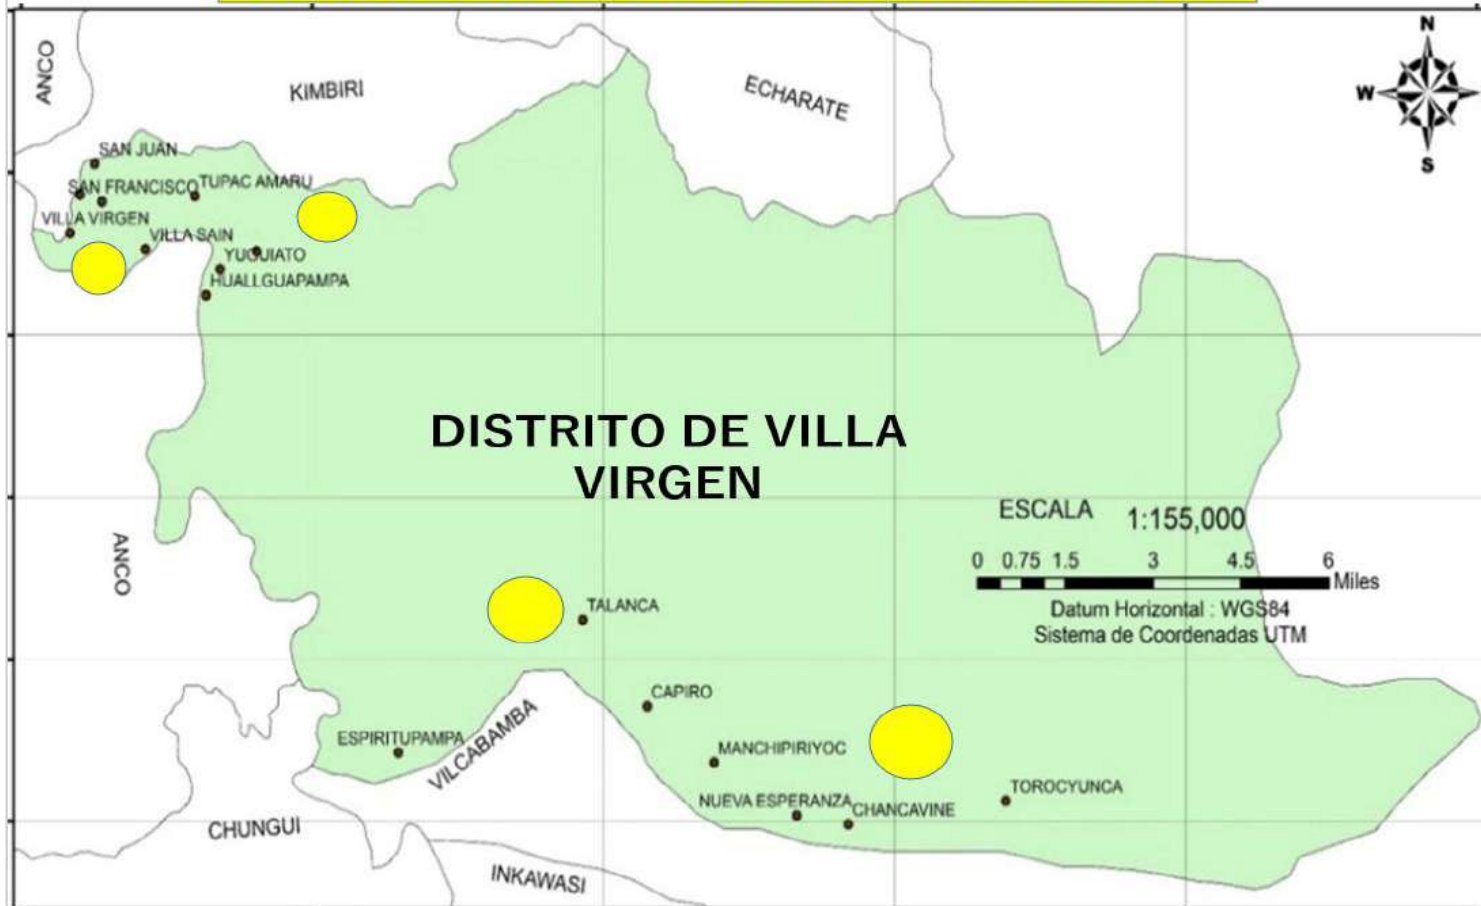 N
W
S
ANCO
KIMBIRI
ECHARATE
SAN JUAN
SAN FRANCISCO
TUPAC AMARU
VILLA VIRGEN
VILLA SAIN
YUQUIATO
HUALLGUAPAMPA
DISTRITO DE VILLA
VIRGEN
ESCALA 1:155,000
0 0.75 1.5 3 4.5 6
Miles
Datum Horizontal : WGS84
Sistema de Coordenadas UTM
ANCO
TALANCA
CAPIRO
ESPIRITUPAMPA
VILCABAMBA
MANCHIPIRIYOC
NUEVA ESPERANZA
CHANCAVINE
TOROCYUNCA
CHUNGUI
INKAWASI